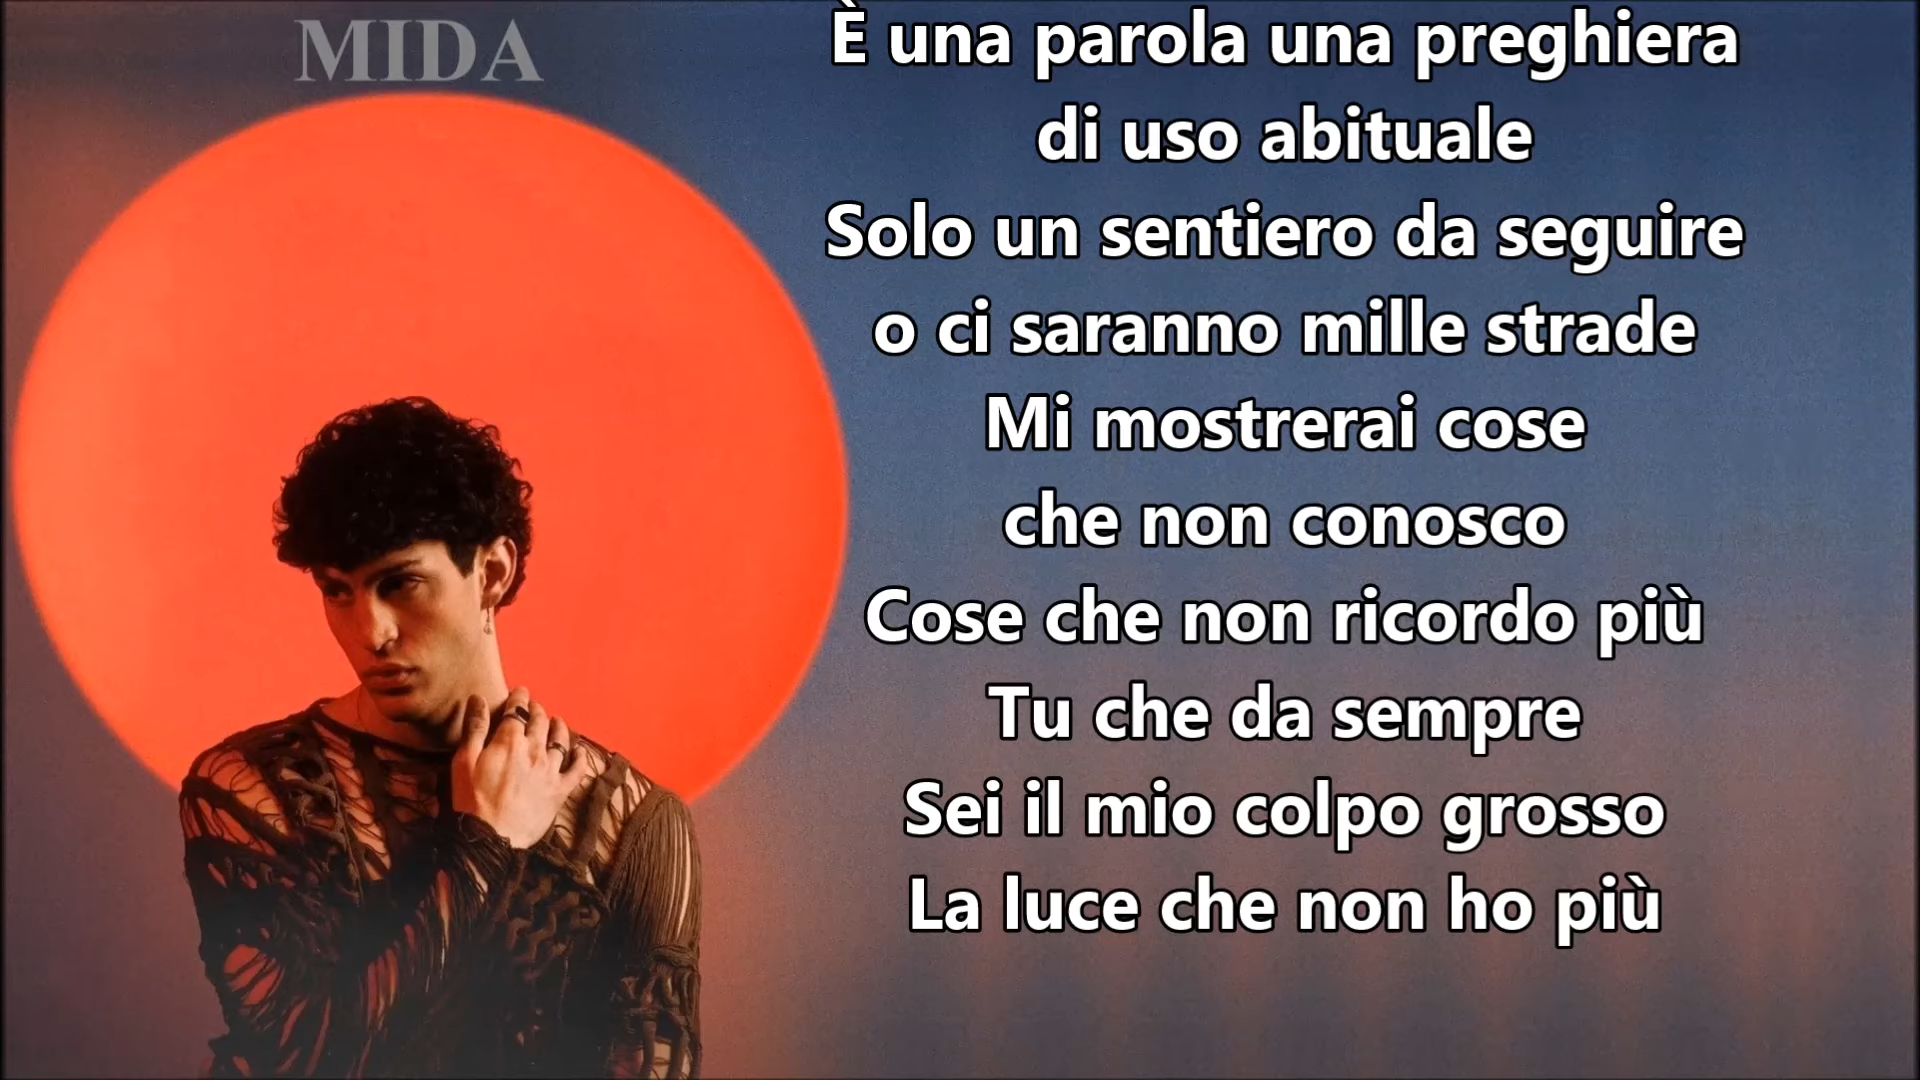 MIDA
È una parola una preghiera
di uso abituale
Solo un sentiero da seguire
o ci saranno mille strade
Mi mostrerai cose
che non conosco
Cose che non ricordo più
Tu che da sempre
Sei il mio colpo grosso
La luce che non ho più